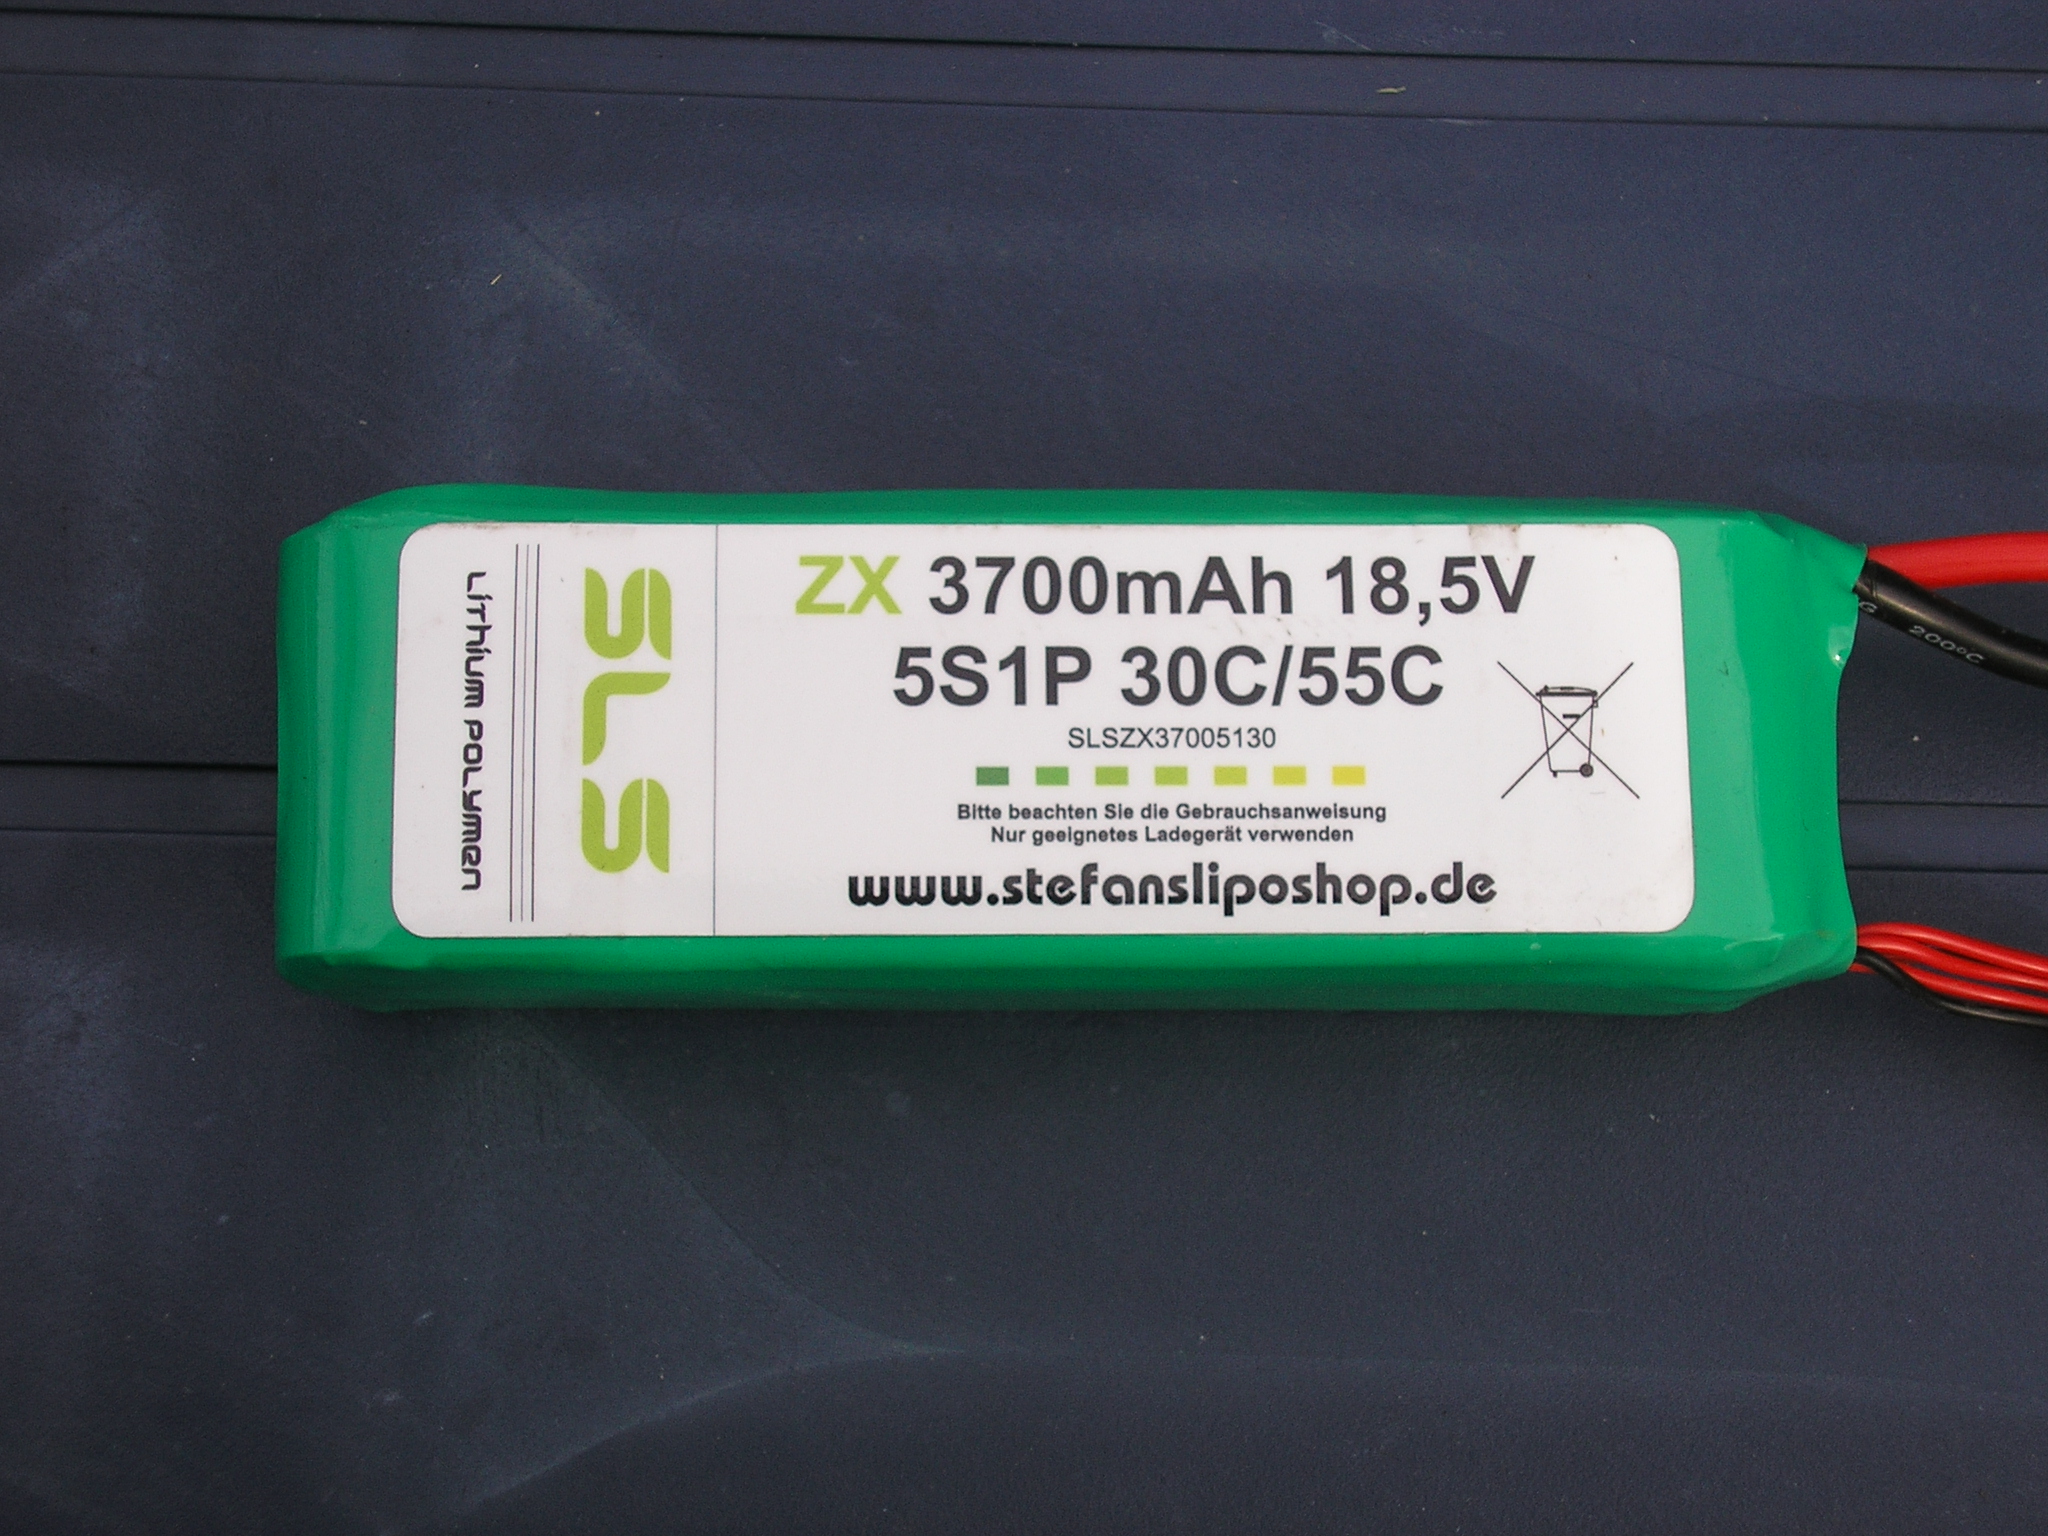 Lithium Polymer
SLS
ZX 3700mAh 18,5V
5S1P 30C/55C
SLSZX37005130
Bitte beachten Sie die Gebrauchsanweisung
Nur geeignetes Ladegerät verwenden
www.stefansliposhop.de
G 200°C